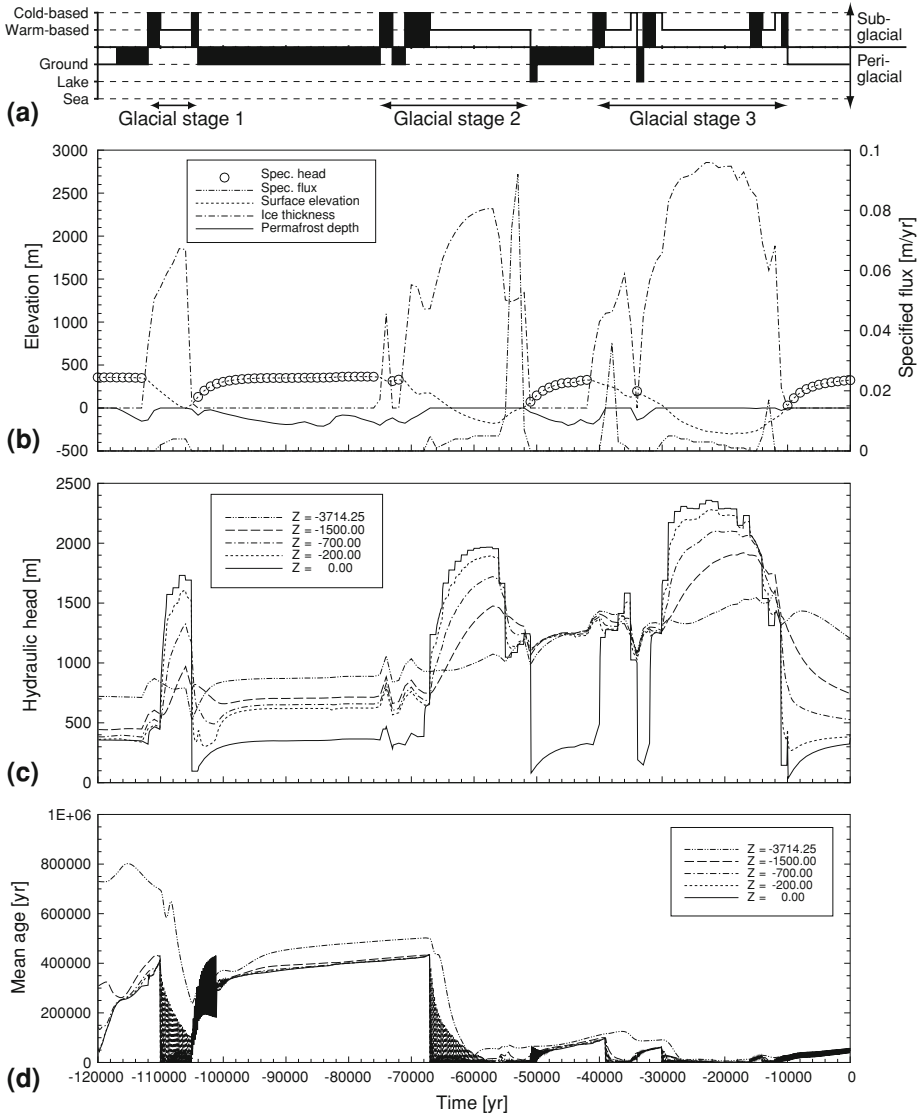 Cold-based
Warm-based
Ground
Lake
Sea
Sub-
glacial
Peri-
glacial
(a)
Glacial stage 1
Glacial stage 2
Glacial stage 3
3000
2500
2000
1500
1000
500
0
-500
Elevation [m]
Spec. head
Spec. flux
Surface elevation
Ice thickness
Permafrost depth
0.1
0.08
0.06
0.04
0.02
0
Specified flux [m/yr]
(b)
2500
2000
1500
1000
500
0
Hydraulic head [m]
Z = -3714.25
Z = -1500.00
Z = -700.00
Z = -200.00
Z = 0.00
(c)
1E+06
800000
600000
400000
200000
0
Mean age [yr]
Z = -3714.25
Z = -1500.00
Z = -700.00
Z = -200.00
Z = 0.00
(d)
-120000 -110000 -100000 -90000 -80000 -70000 -60000 -50000 -40000 -30000 -20000 -10000 0
Time [yr]